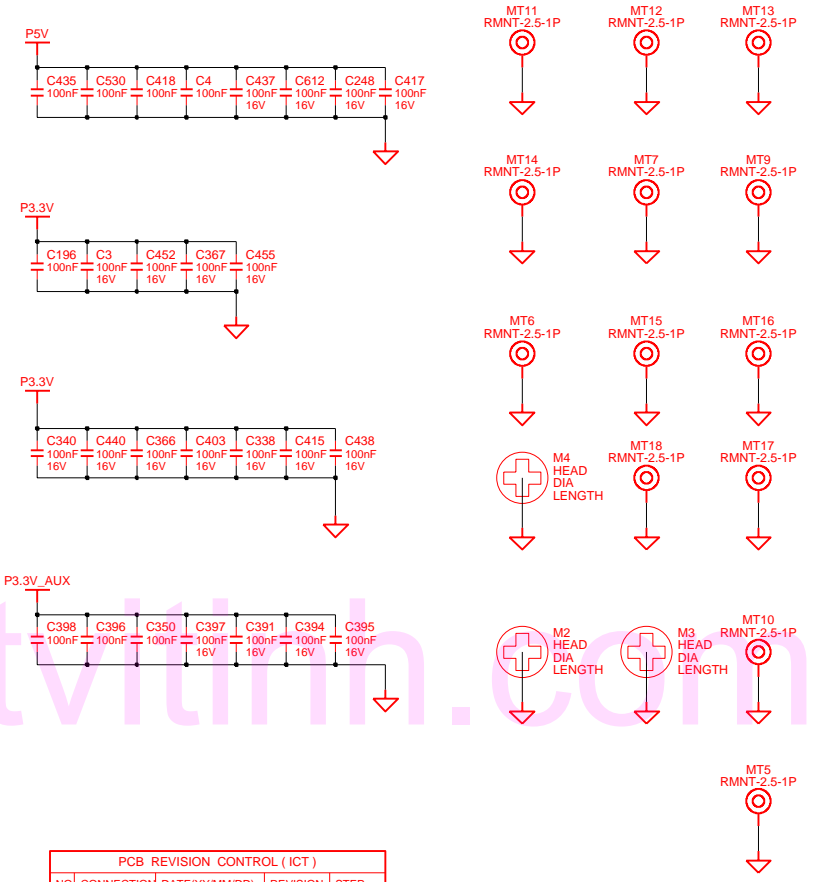 P5V
C435
100nF
C530
100nF
C418
100nF
C4
100nF
C437
100nF
16V
C612
100nF
16V
C248
100nF
16V
C417
100nF
16V
P3.3V
C196
100nF
C3
100nF
16V
C452
100nF
16V
C367
100nF
16V
C455
100nF
16V
P3.3V
C340
100nF
16V
C440
100nF
16V
C366
100nF
16V
C403
100nF
16V
C338
100nF
16V
C415
100nF
16V
C438
100nF
16V
P3.3V_AUX
C398
100nF
C396
100nF
C350
100nF
C397
100nF
16V
C391
100nF
16V
C394
100nF
16V
C395
100nF
16V
MT11
RMNT-2.5-1P
MT12
RMNT-2.5-1P
MT13
RMNT-2.5-1P
MT14
RMNT-2.5-1P
MT7
RMNT-2.5-1P
MT9
RMNT-2.5-1P
MT6
RMNT-2.5-1P
MT15
RMNT-2.5-1P
MT16
RMNT-2.5-1P
M4
HEAD
DIA
LENGTH
MT18
RMNT-2.5-1P
MT17
RMNT-2.5-1P
M2
HEAD
DIA
LENGTH
M3
HEAD
DIA
LENGTH
MT10
RMNT-2.5-1P
MT5
RMNT-2.5-1P
tvitinh.com
PCB REVISION CONTROL ( ICT )
NO CONNECTION DATE(YY/MM/DD) REVISION STEP